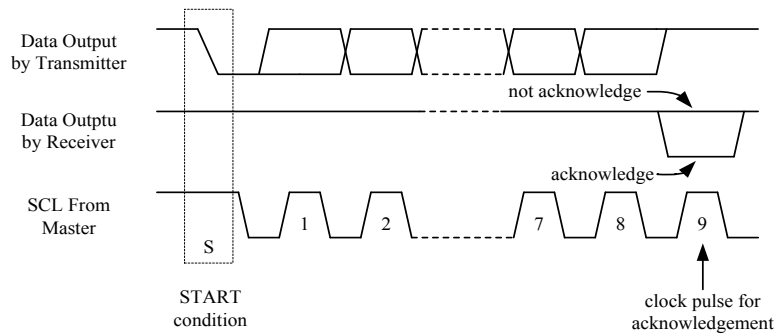 Data Output
by Transmitter
not acknowledge
Data Outptu
by Receiver
acknowledge
SCL From
Master
1
2
7
8
9
S
START
condition
clock pulse for
acknowledgement